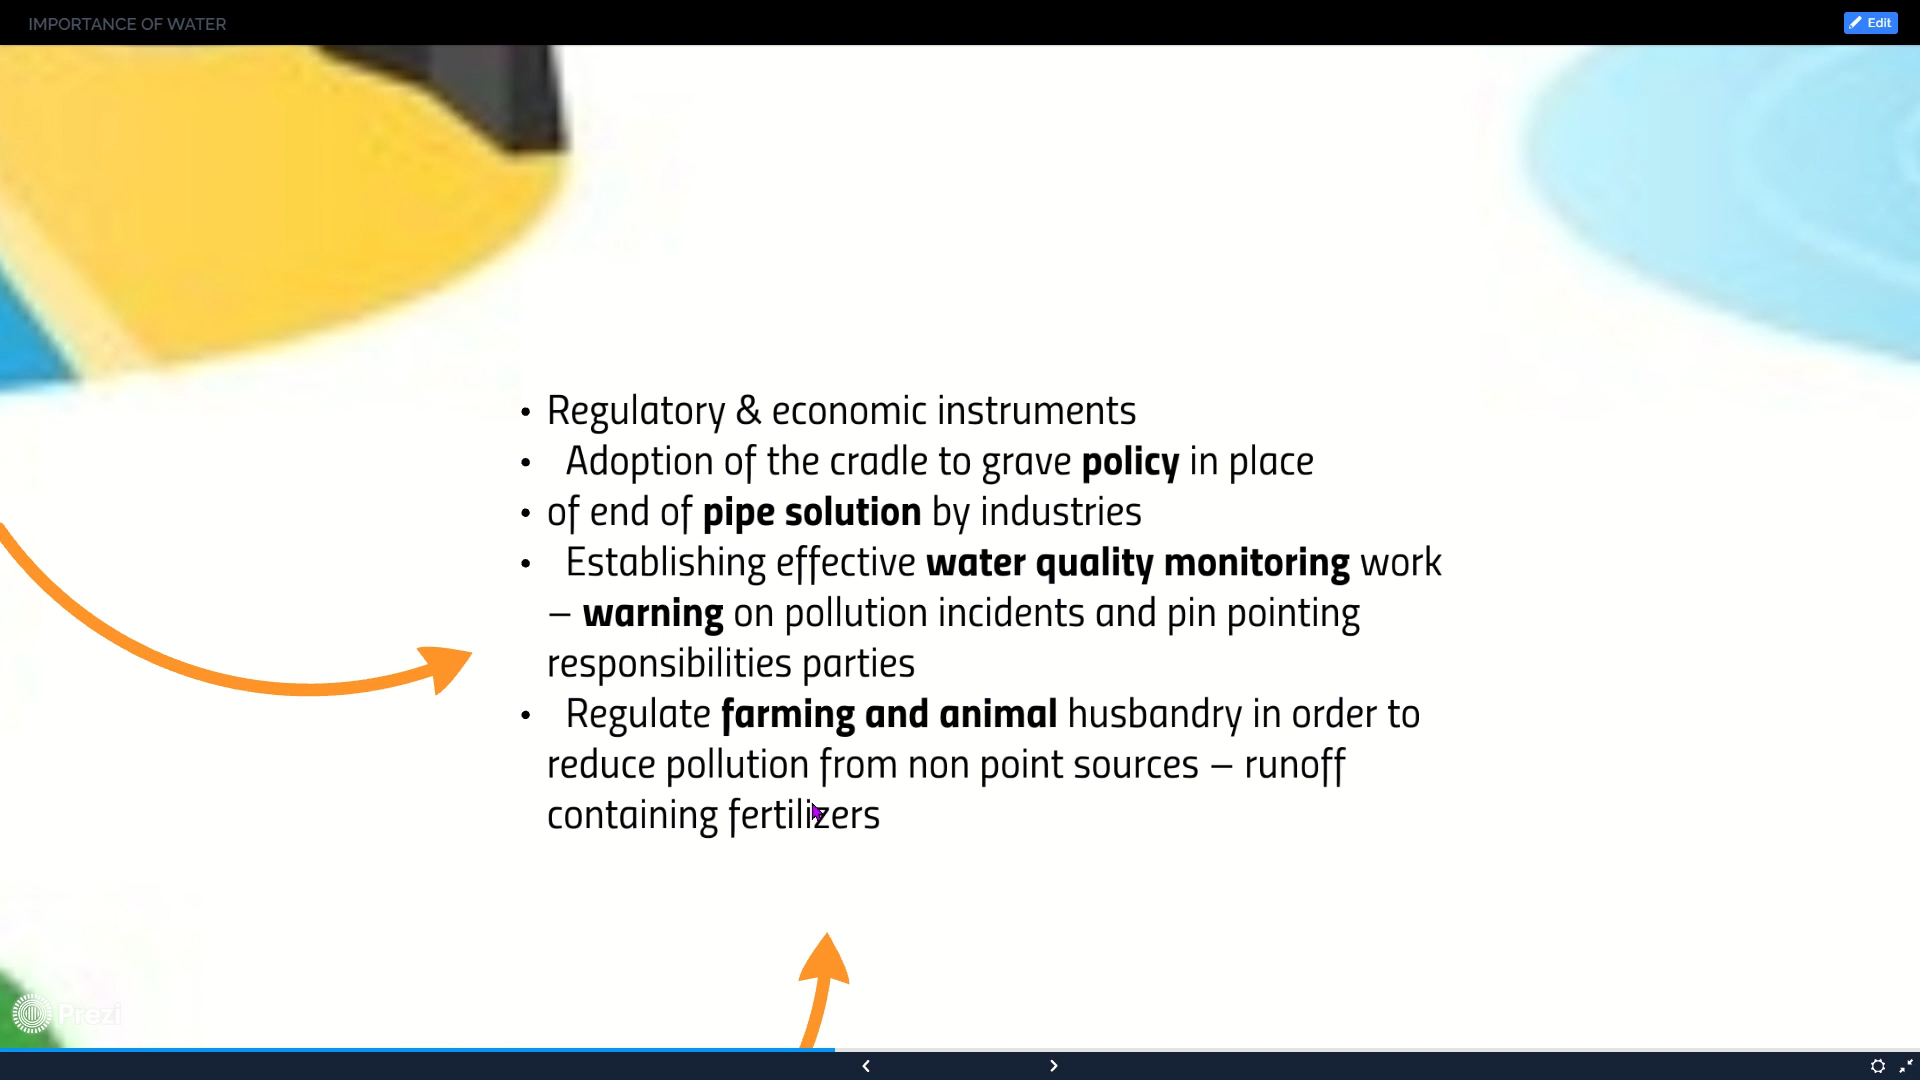 IMPORTANCE OF WATER
Edit
• Regulatory & economic instruments
• Adoption of the cradle to grave policy in place
• of end of pipe solution by industries
• Establishing effective water quality monitoring work
– warning on pollution incidents and pin pointing
responsibilities parties
• Regulate farming and animal husbandry in order to
reduce pollution from non point sources – runoff
containing fertilizers
Prezi